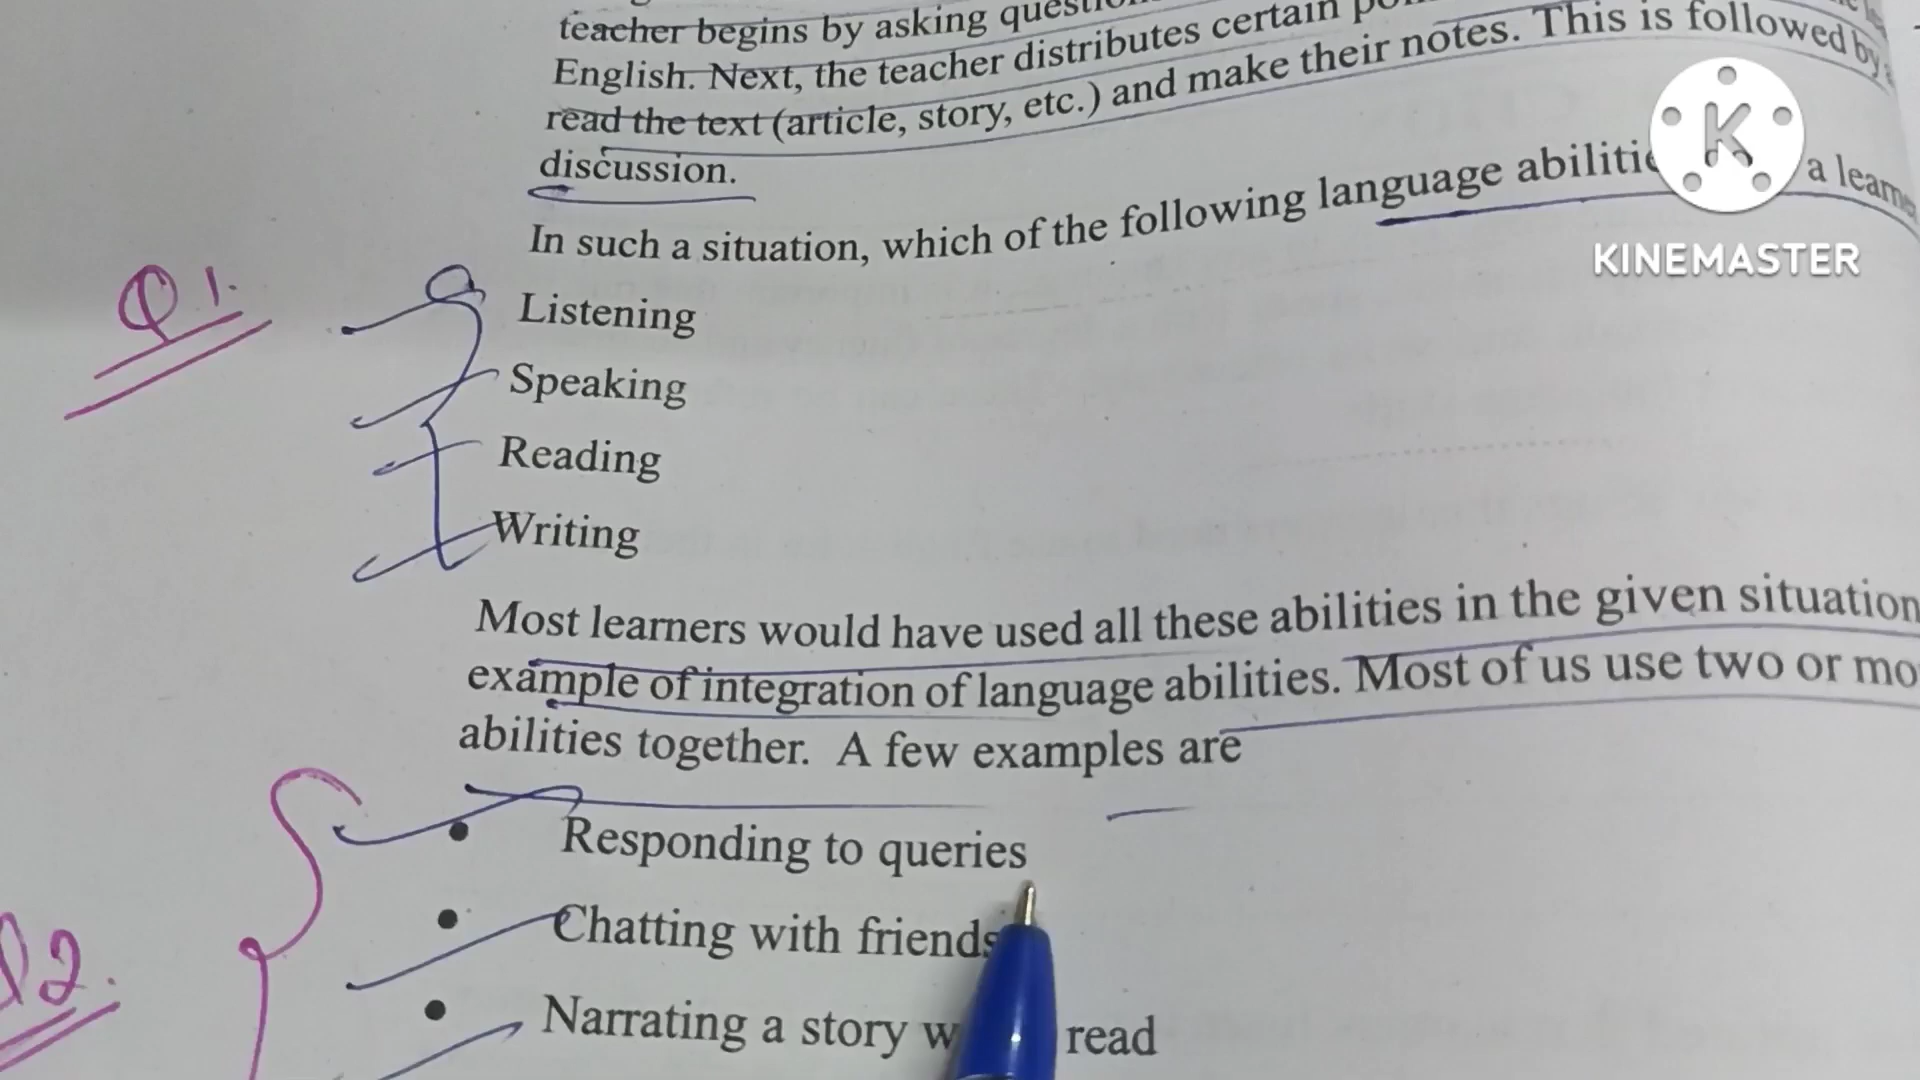 teacher begins by asking
English. Next, the teacher distributes certain
read the text (article, story, etc.) and make their notes. This is followed by
discussion.
In such a situation, which of the following language a
KINEMASTER
Q 1.
Listening
Speaking
Reading
Writing
Most learners would have used all these abilities in the given situation
example of integration of language abilities. Most of us use two or
abilities together. A few examples are
Responding to queries
Chatting with friends
Q2.
Narrating a story read